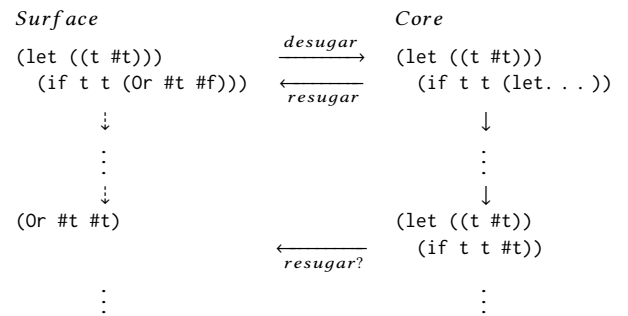 Surface Core
(let ((t #t))) desugar (let ((t #t)))
(if t t (Or #t #f))) resugar (if t t (let. . . ))
(Or #t #t) (let ((t #t))
resugar? (if t t #t))